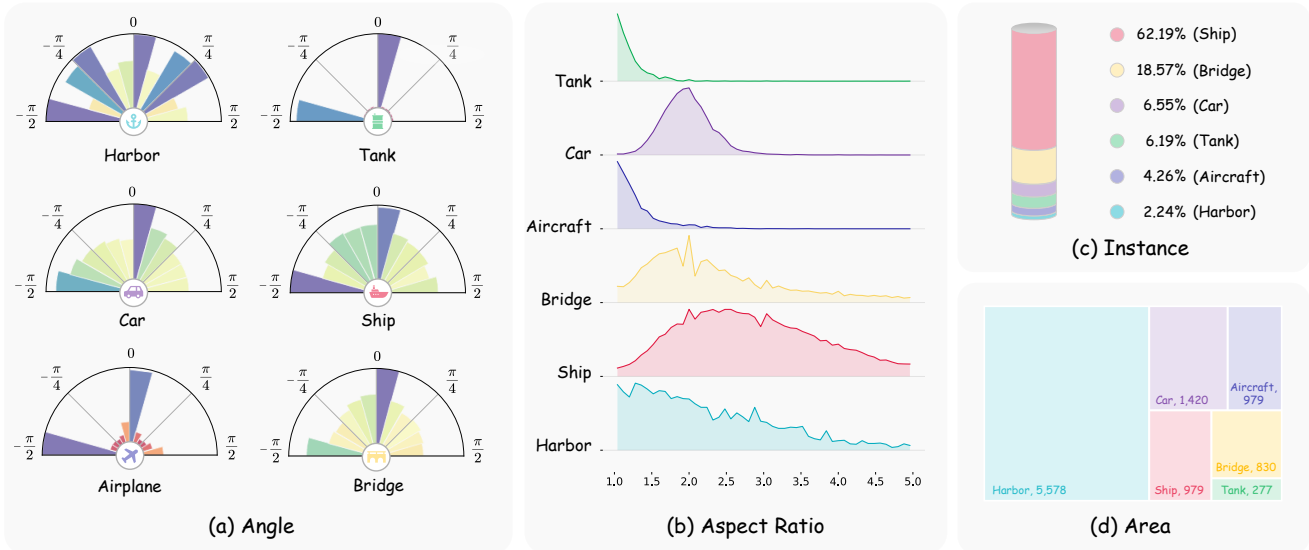 0
−π/4
π/4
−π/2
π/2
Harbor
0
−π/4
π/4
−π/2
π/2
Tank
0
−π/4
π/4
−π/2
π/2
Car
0
−π/4
π/4
−π/2
π/2
Ship
0
−π/4
π/4
−π/2
π/2
Airplane
0
−π/4
π/4
−π/2
π/2
Bridge
(a) Angle
Tank
Car
Aircraft
Bridge
Ship
Harbor
1.0 1.5 2.0 2.5 3.0 3.5 4.0 4.5 5.0
(b) Aspect Ratio
62.19% (Ship)
18.57% (Bridge)
6.55% (Car)
6.19% (Tank)
4.26% (Aircraft)
2.24% (Harbor)
(c) Instance
Harbor, 5,578
Car, 1,420
Aircraft,
979
Ship, 979
Bridge, 830
Tank, 277
(d) Area